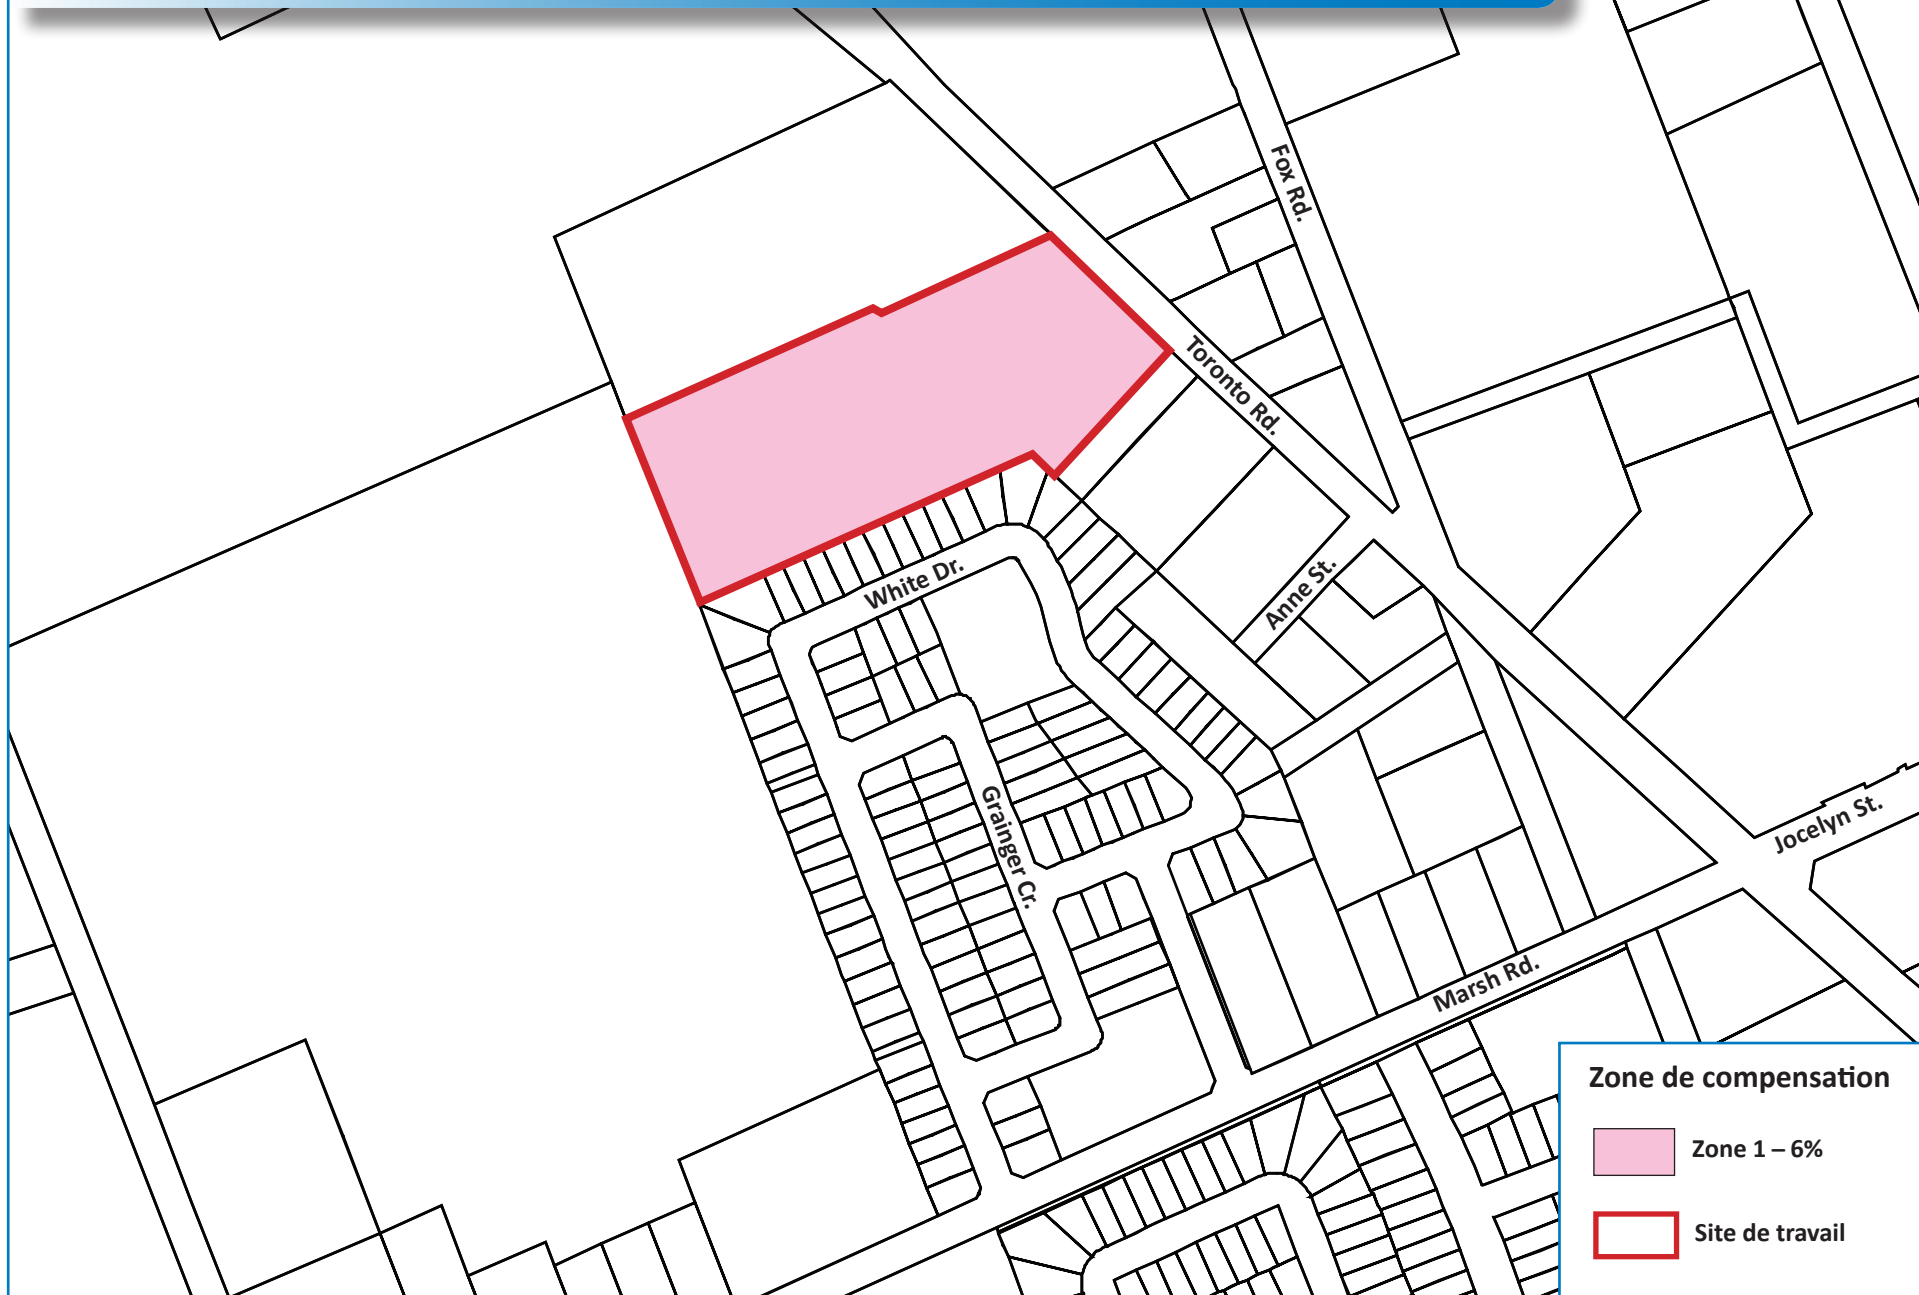 Fox Rd.
Toronto Rd.
Anne St.
White Dr.
Grainger Cr.
Jocelyn St.
Marsh Rd.
Zone de compensation
Zone 1 – 6%
Site de travail